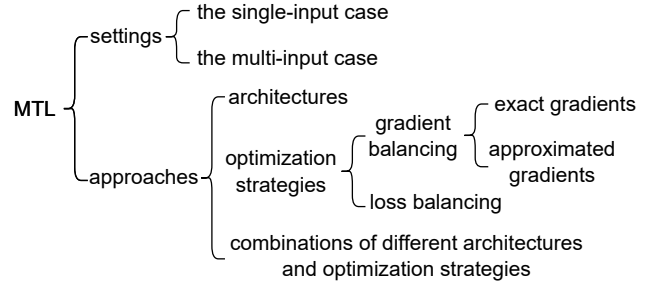 MTL
settings
the single-input case
the multi-input case
approaches
architectures
optimization
strategies
gradient
balancing
exact gradients
approximated
gradients
loss balancing
combinations of different architectures
and optimization strategies